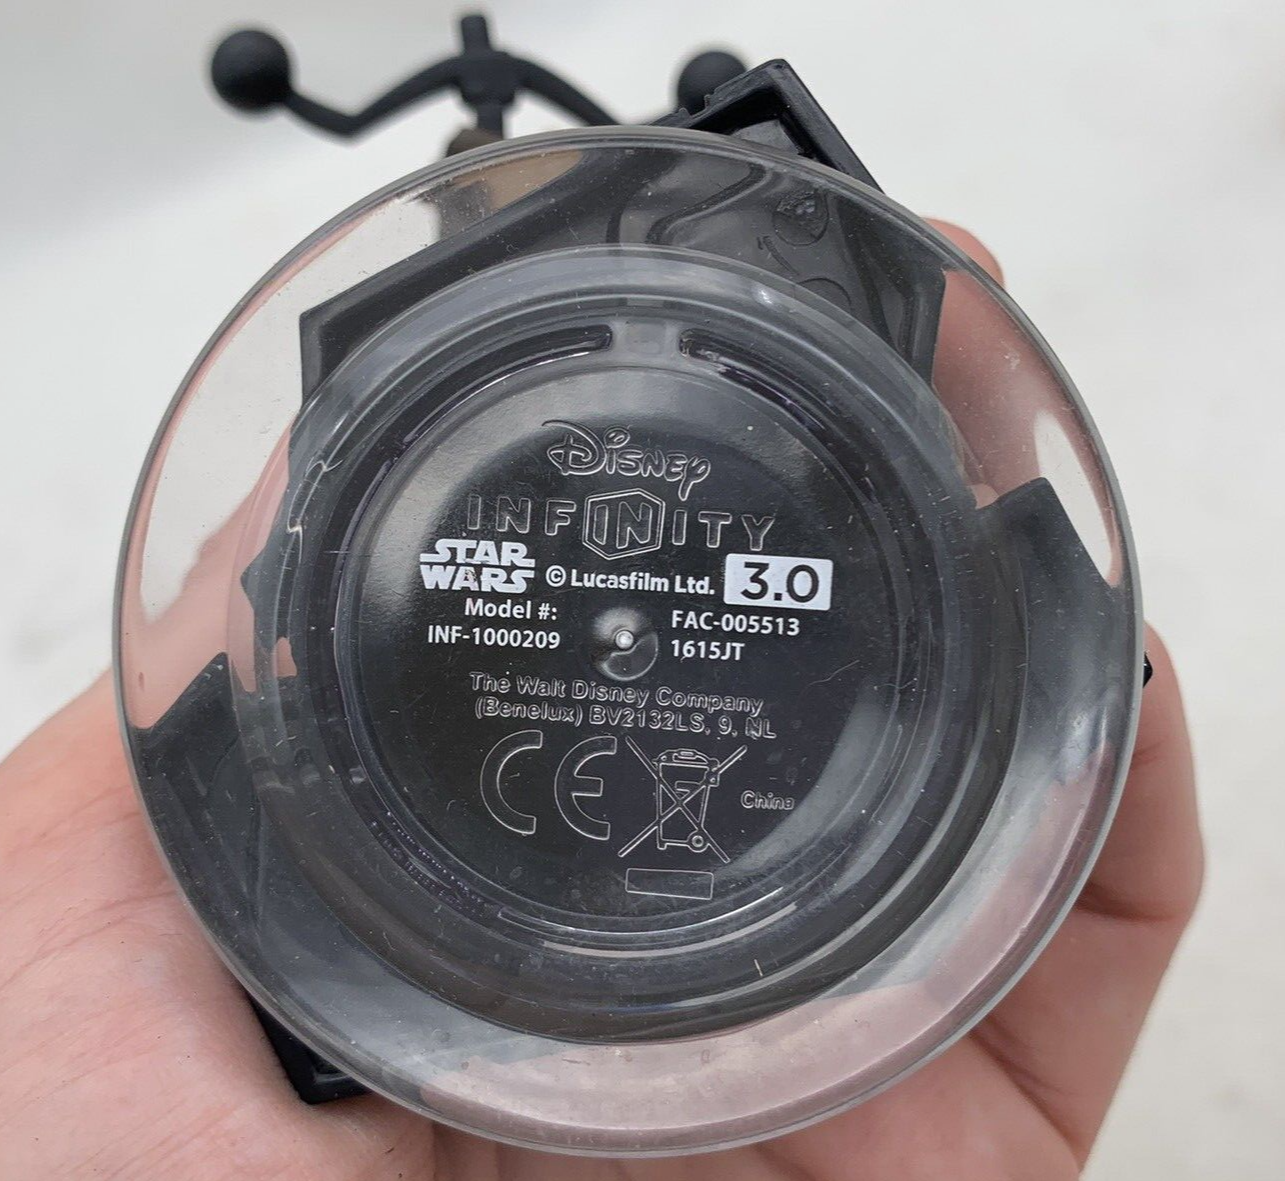 Disney
INFINITY
STAR WARS © Lucasfilm Ltd. 3.0
Model #: FAC-005513
INF-1000209 1615JT
The Walt Disney Company
(Benelux) BV2132LS, 9, NL
CE
China